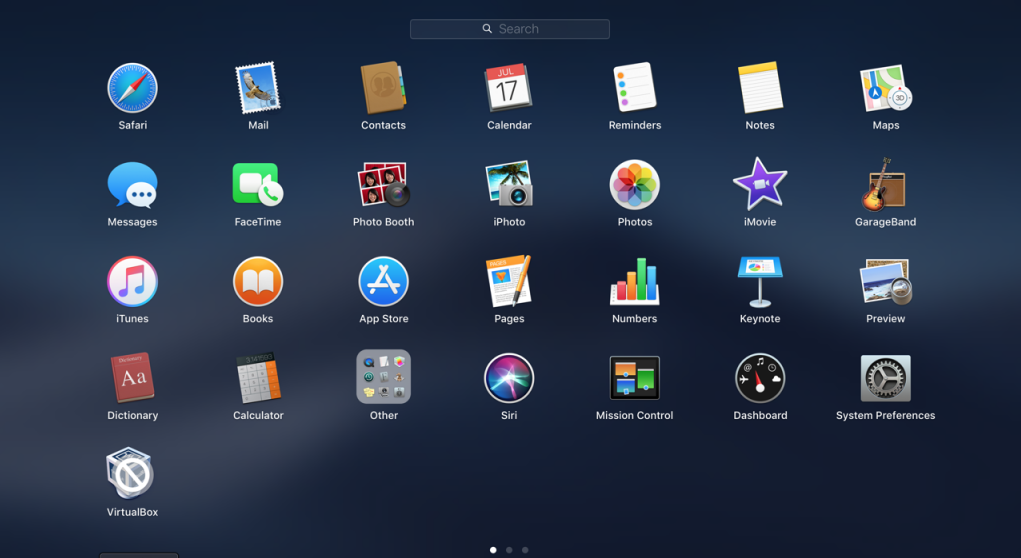 Search
Safari
Mail
Contacts
JUL
17
Calendar
Reminders
Notes
3D
Maps
Messages
FaceTime
Photo Booth
iPhoto
Photos
iMovie
GarageBand
iTunes
Books
App Store
PAGES
Pages
Numbers
Keynote
Preview
Dictionary
Aa
Dictionary
Calculator
Other
Siri
Mission Control
@
Dashboard
System Preferences
VirtualBox